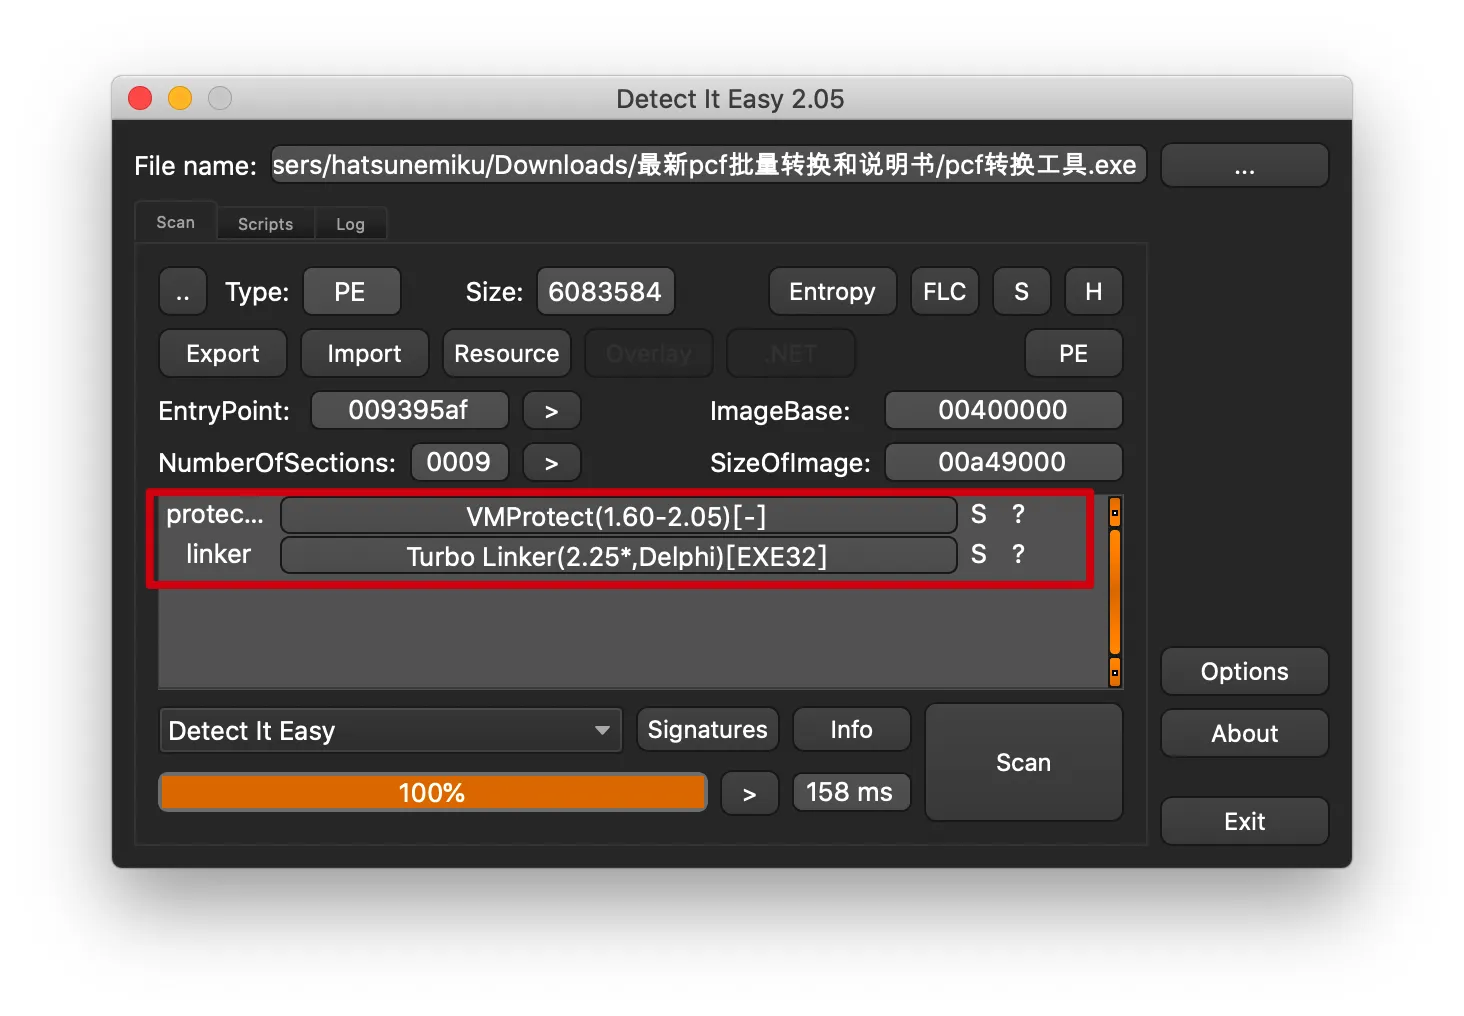 Detect It Easy 2.05
File name: sers/hatsunemiku/Downloads/最新pcf批量转换和说明书/pcf转换工具.exe ...
Scan Scripts Log
.. Type: PE Size: 6083584 Entropy FLC S H
Export Import Resource Overlay .NET PE
EntryPoint: 009395af > ImageBase: 00400000
NumberOfSections: 0009 > SizeOfImage: 00a49000
protec... VMProtect(1.60-2.05)[-] S ?
linker Turbo Linker(2.25*,Delphi)[EXE32] S ?
Options
Detect It Easy Signatures Info Scan About
100% > 158 ms
Exit